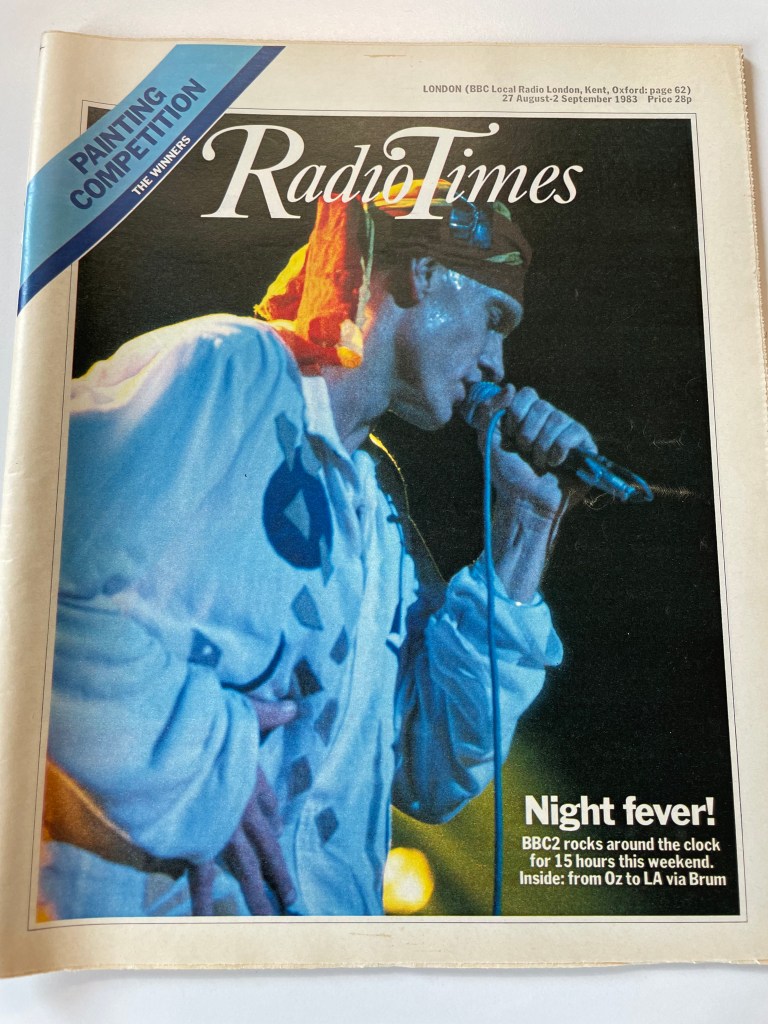 PAINTING
COMPETITION
THE WINNERS
LONDON (BBC Local Radio London, Kent, Oxford: page 62)
27 August-2 September 1983 Price 28p
RadioTimes
Night fever!
BBC2 rocks around the clock
for 15 hours this weekend.
Inside: from Oz to LA via Brum